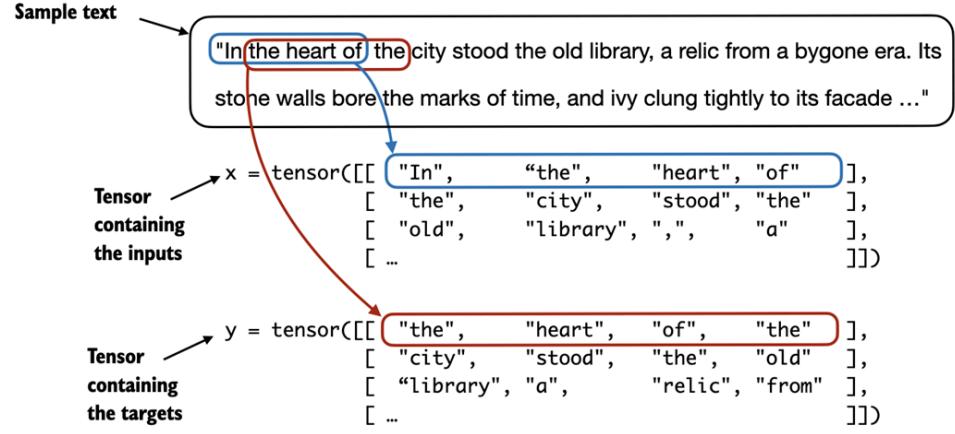 Sample text
"In the heart of the city stood the old library, a relic from a bygone era. Its
stone walls bore the marks of time, and ivy clung tightly to its facade …"
x = tensor([[ "In", “the", "heart", "of" ],
[ "the", "city", "stood", "the" ],
[ "old", "library", ",", "a" ],
[ … ]])
Tensor
containing
the inputs
y = tensor([[ "the", "heart", "of", "the" ],
[ "city", "stood", "the", "old" ],
[ “library", "a", "relic", "from" ],
[ … ]])
Tensor
containing
the targets